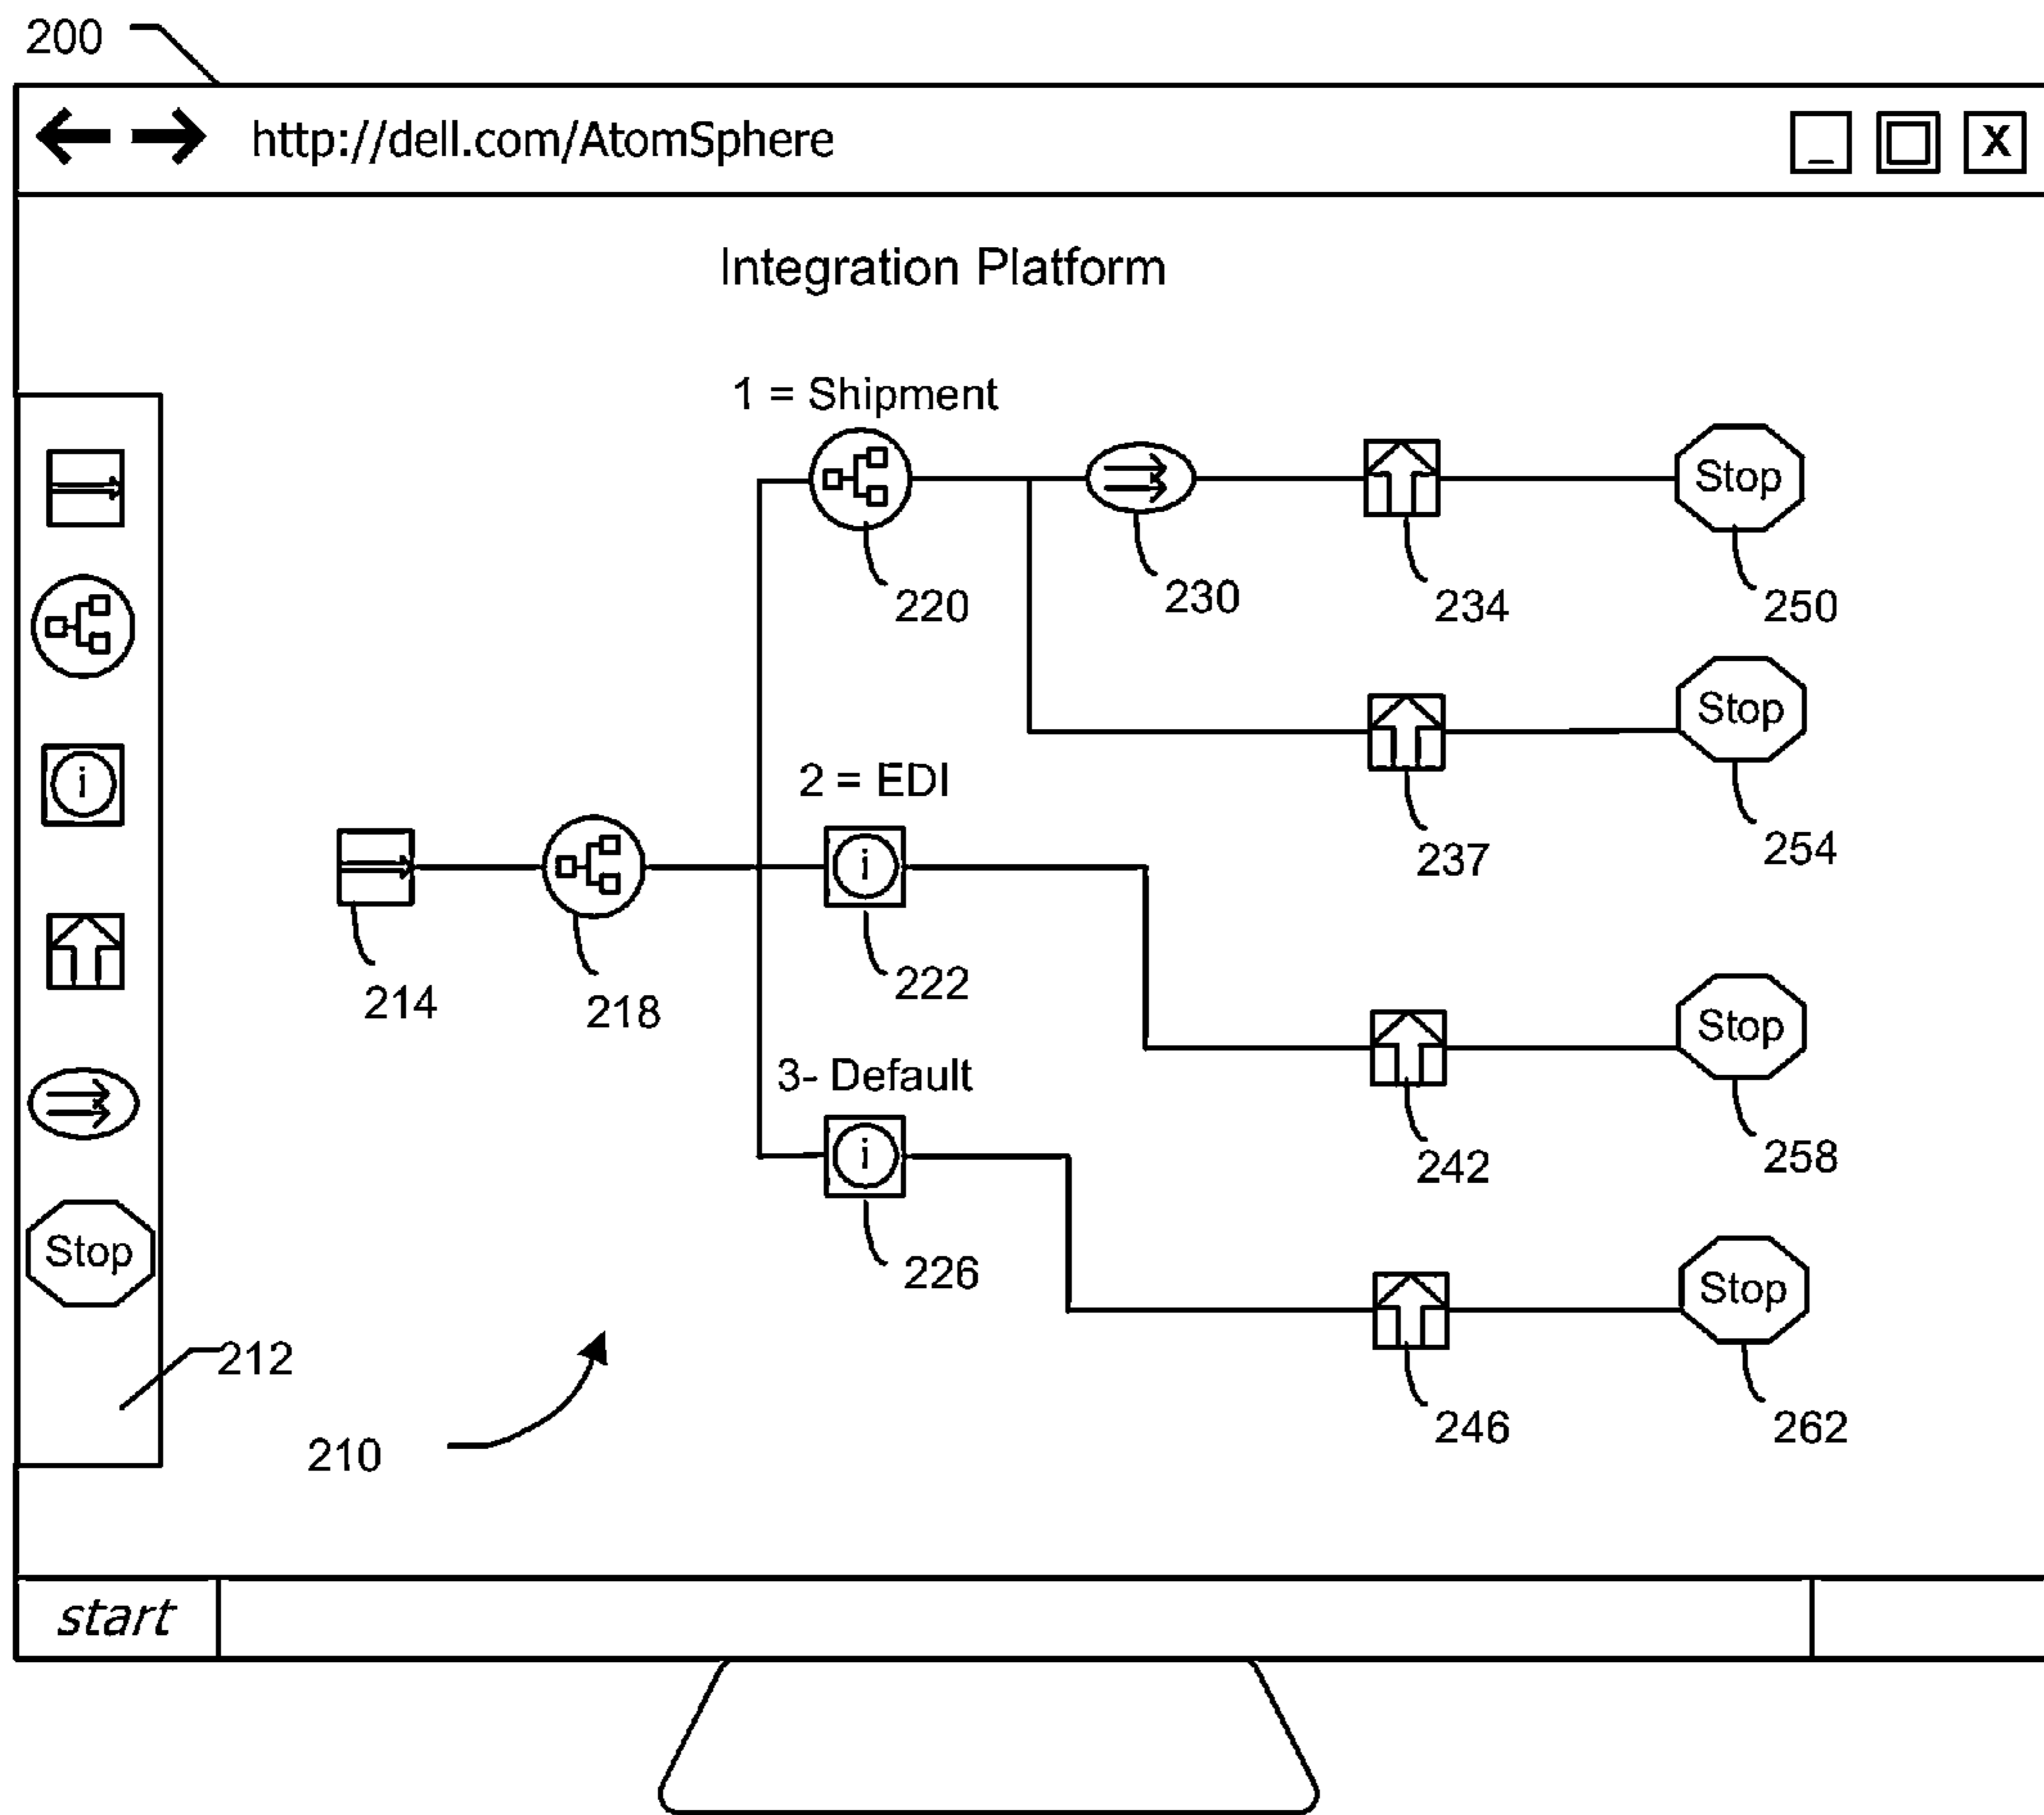 200
http://dell.com/AtomSphere
_ X
Integration Platform
1 = Shipment
Stop
220
230
234
250
i
2 = EDI
Stop
i
237
254
214
218
222
Stop
3- Default
i
242
258
Stop
226
Stop
212
246
262
210
start